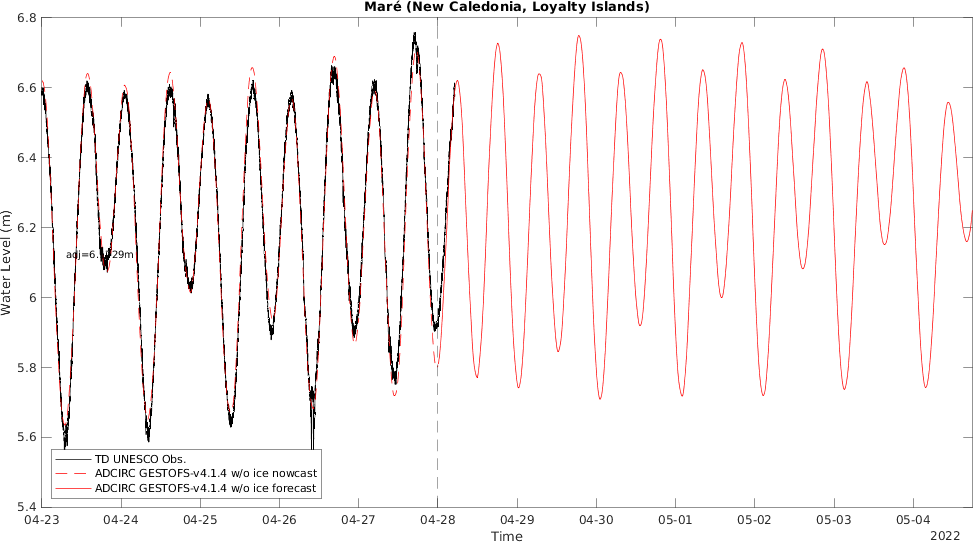 Maré (New Caledonia, Loyalty Islands)
6.8
6.6
6.4
6.2
6
5.8
5.6
5.4
Water Level (m)
TD UNESCO Obs.
ADCIRC GESTOFS-v4.1.4 w/o ice nowcast
ADCIRC GESTOFS-v4.1.4 w/o ice forecast
04-23 04-24 04-25 04-26 04-27 04-28 04-29 04-30 05-01 05-02 05-03 05-04
Time
2022